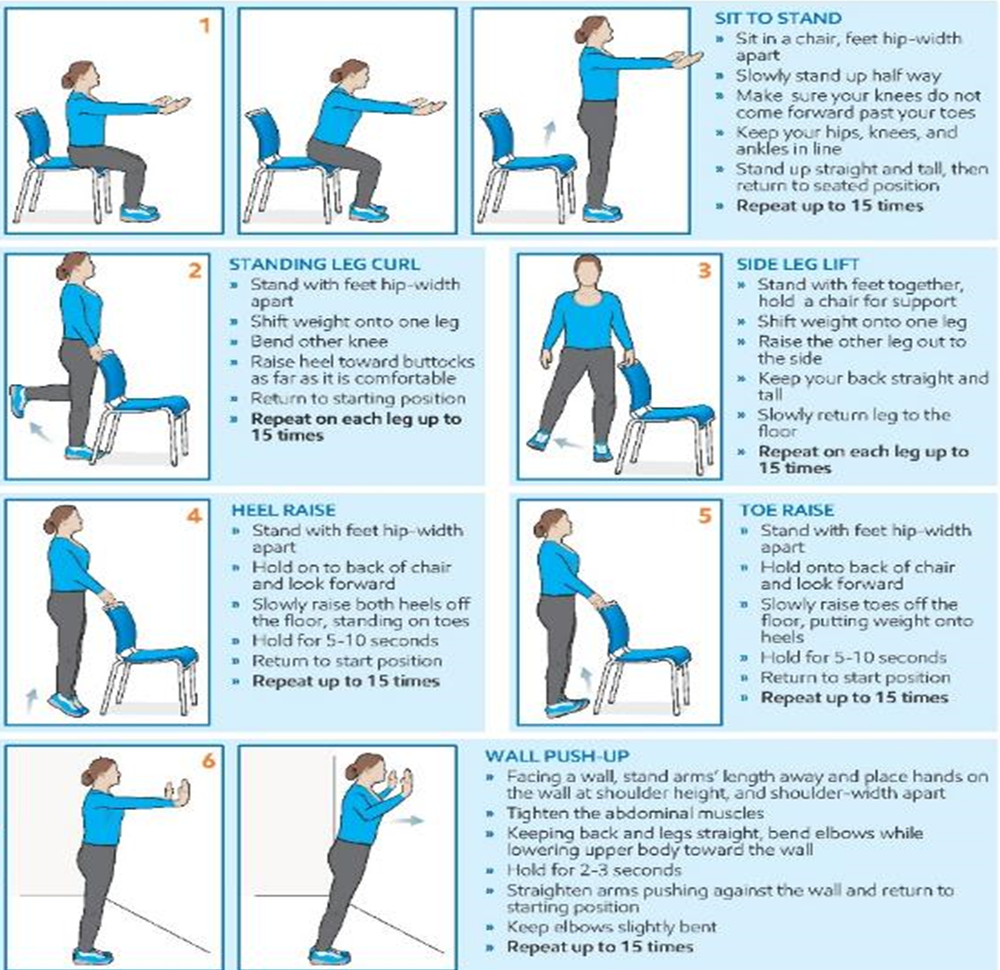 1
SIT TO STAND
» Sit in a chair, feet hip-width
apart
» Slowly stand up half way
» Make sure your knees do not
come forward past your toes
» Keep your hips, knees, and
ankles in line
» Stand up straight and tall, then
return to seated position
» Repeat up to 15 times
2
STANDING LEG CURL
» Stand with feet hip-width
apart
» Shift weight onto one leg
» Bend other knee
» Raise heel toward buttocks
as far as it is comfortable
» Return to starting position
» Repeat on each leg up to
15 times
3
SIDE LEG LIFT
» Stand with feet together,
hold a chair for support
» Shift weight onto one leg
» Raise the other leg out to
the side
» Keep your back straight and
tall
» Slowly return leg to the
floor
» Repeat on each leg up to
15 times
4
HEEL RAISE
» Stand with feet hip-width
apart
» Hold on to back of chair
and look forward
» Slowly raise both heels off
the floor, standing on toes
» Hold for 5-10 seconds
» Return to start position
» Repeat up to 15 times
5
TOE RAISE
» Stand with feet hip-width
apart
» Hold onto back of chair
and look forward
» Slowly raise toes off the
floor, putting weight onto
heels
» Hold for 5-10 seconds
» Return to start position
» Repeat up to 15 times
6
WALL PUSH-UP
» Facing a wall, stand arms' length away and place hands on
the wall at shoulder height, and shoulder-width apart
» Tighten the abdominal muscles
» Keeping back and legs straight, bend elbows while
lowering upper body toward the wall
» Hold for 2-3 seconds
» Straighten arms pushing against the wall and return to
starting position
» Keep elbows slightly bent
» Repeat up to 15 times